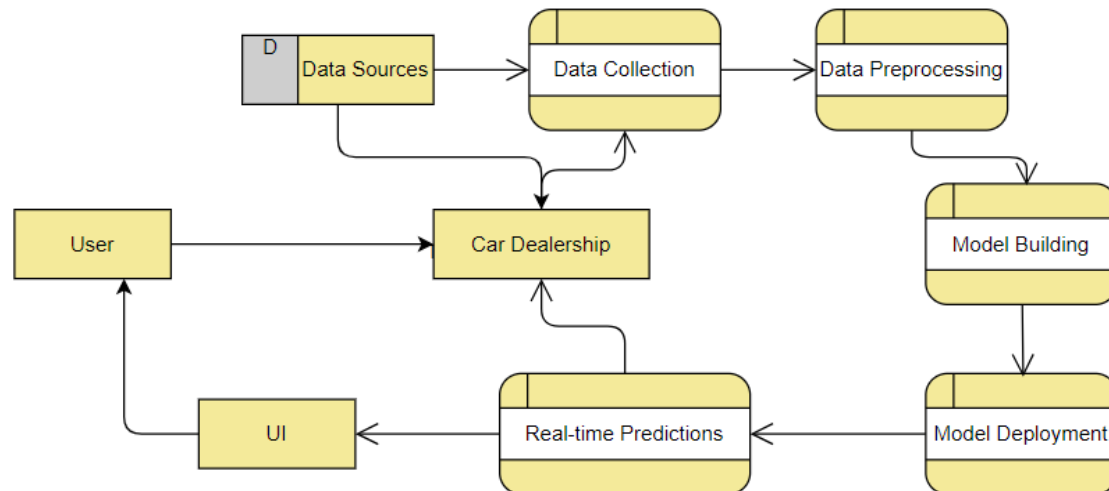 D
Data Sources
Data Collection
Data Preprocessing
User
Car Dealership
Model Building
UI
Real-time Predictions
Model Deployment